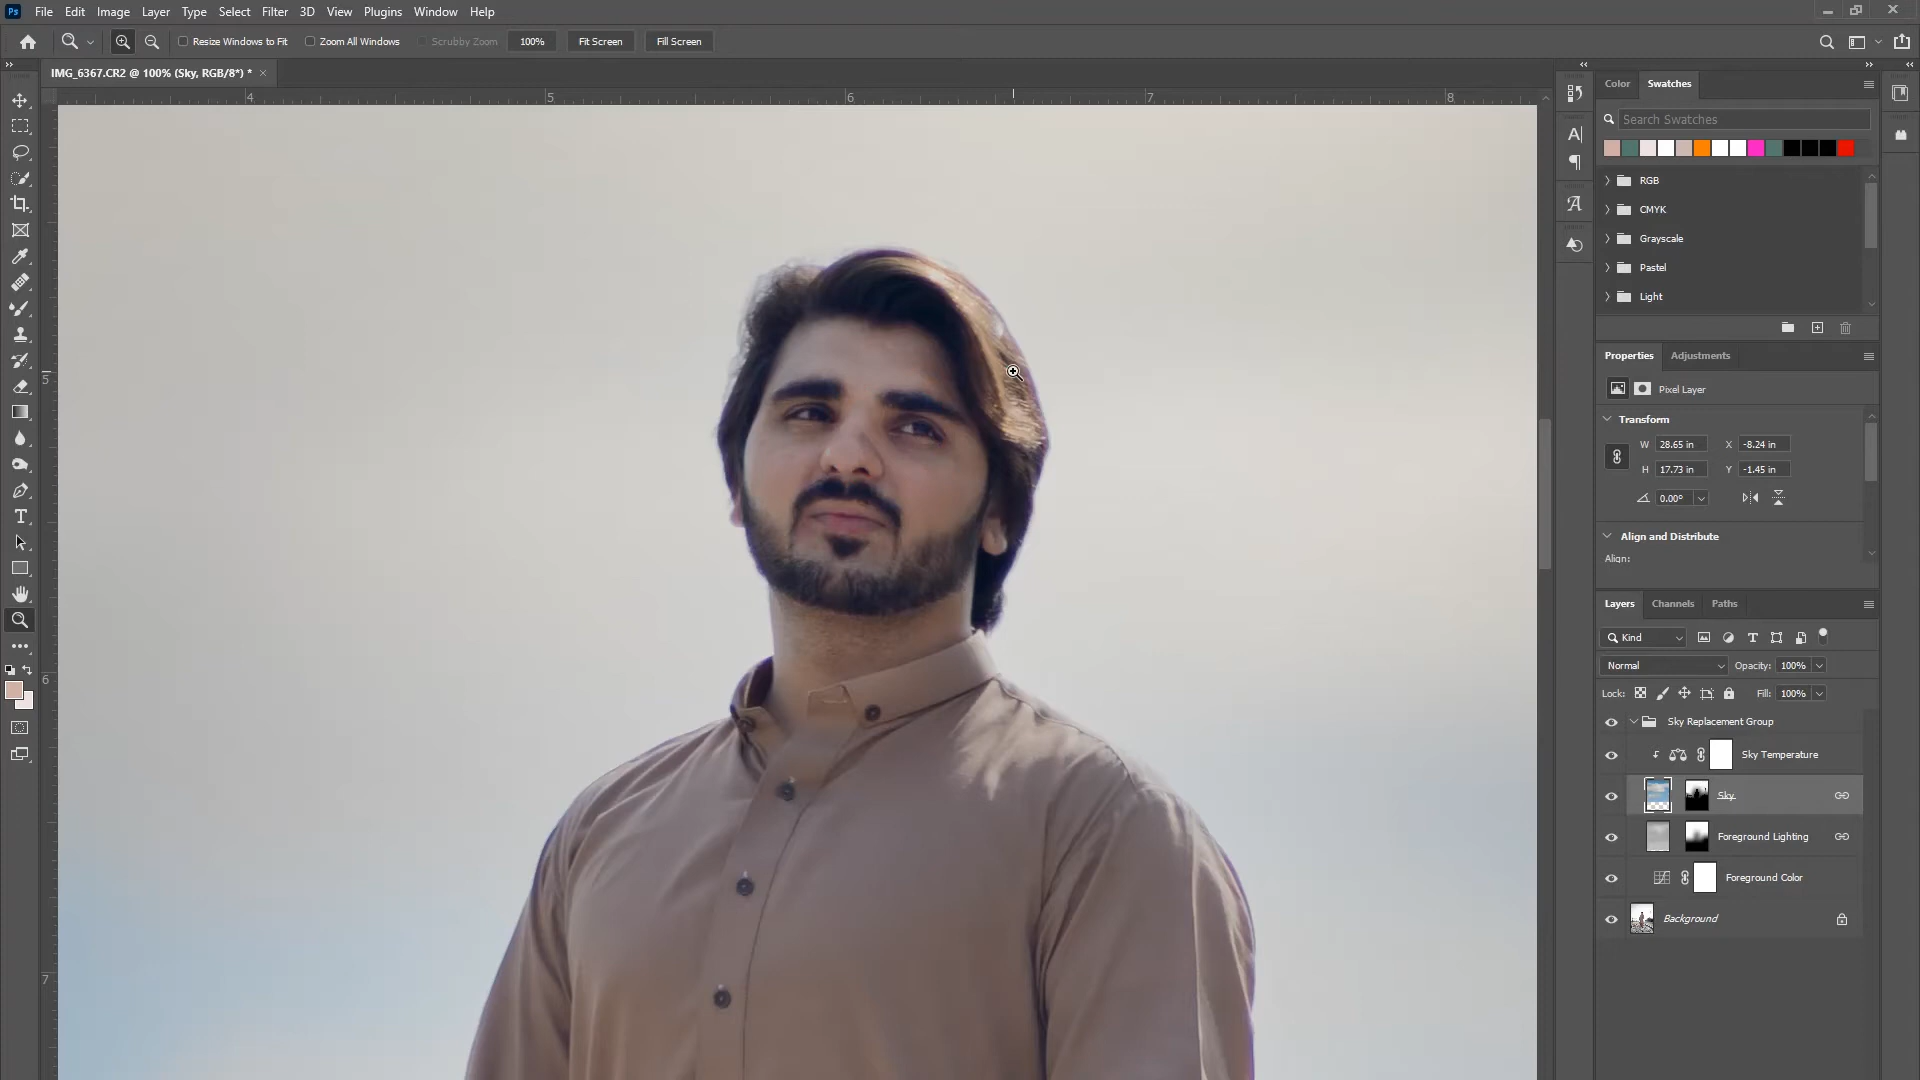 Ps File Edit Image Layer Type Select Filter 3D View Plugins Window Help
Resize Windows to Fit Zoom All Windows Scrubby Zoom 100% Fit Screen Fill Screen
IMG_6367.CR2 @ 100% (Sky, RGB/8*) *
4 5 6 7 8
5
6
7
Color Swatches
Search Swatches
RGB
CMYK
Grayscale
Pastel
Light
Properties Adjustments
Pixel Layer
Transform
W 28.65 in X -8.24 in
H 17.73 in Y -1.45 in
0.00°
Align and Distribute
Align:
Layers Channels Paths
Kind
Normal Opacity: 100%
Lock: Fill: 100%
Sky Replacement Group
Sky Temperature
Sky
Foreground Lighting
Foreground Color
Background